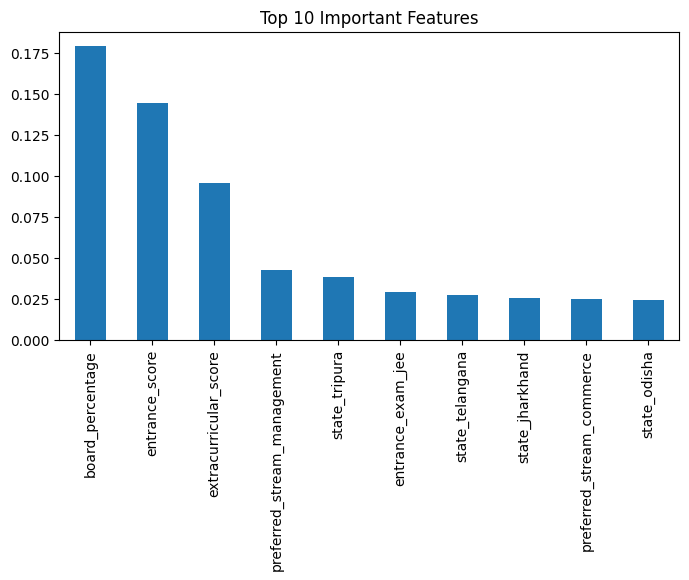 Top 10 Important Features
0.175
0.150
0.125
0.100
0.075
0.050
0.025
0.000
board_percentage
entrance_score
extracurricular_score
preferred_stream_management
state_tripura
entrance_exam_jee
state_telangana
state_jharkhand
preferred_stream_commerce
state_odisha